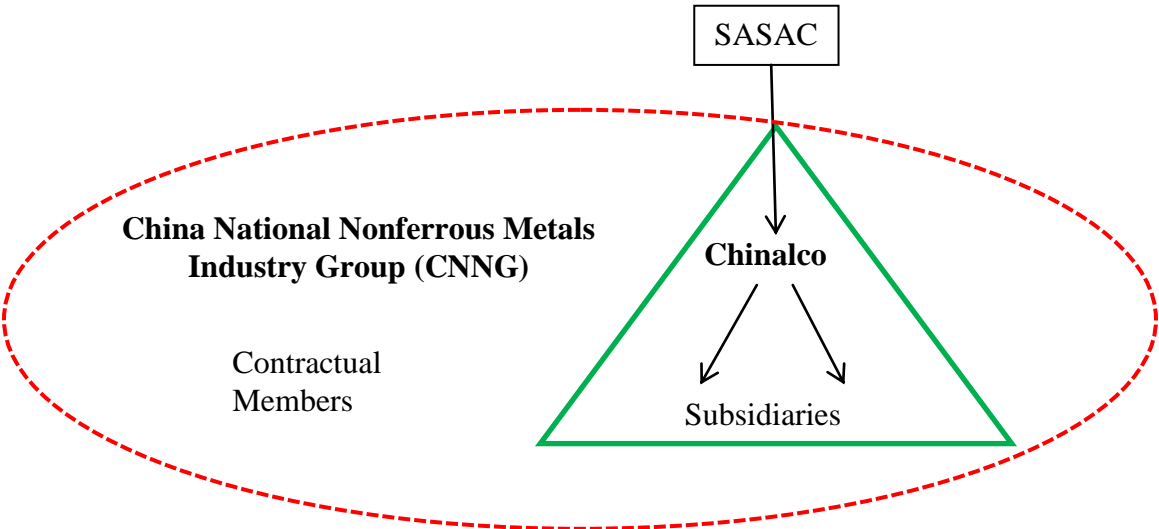 SASAC
China National Nonferrous Metals
Industry Group (CNNG)
Chinalco
Contractual
Members
Subsidiaries